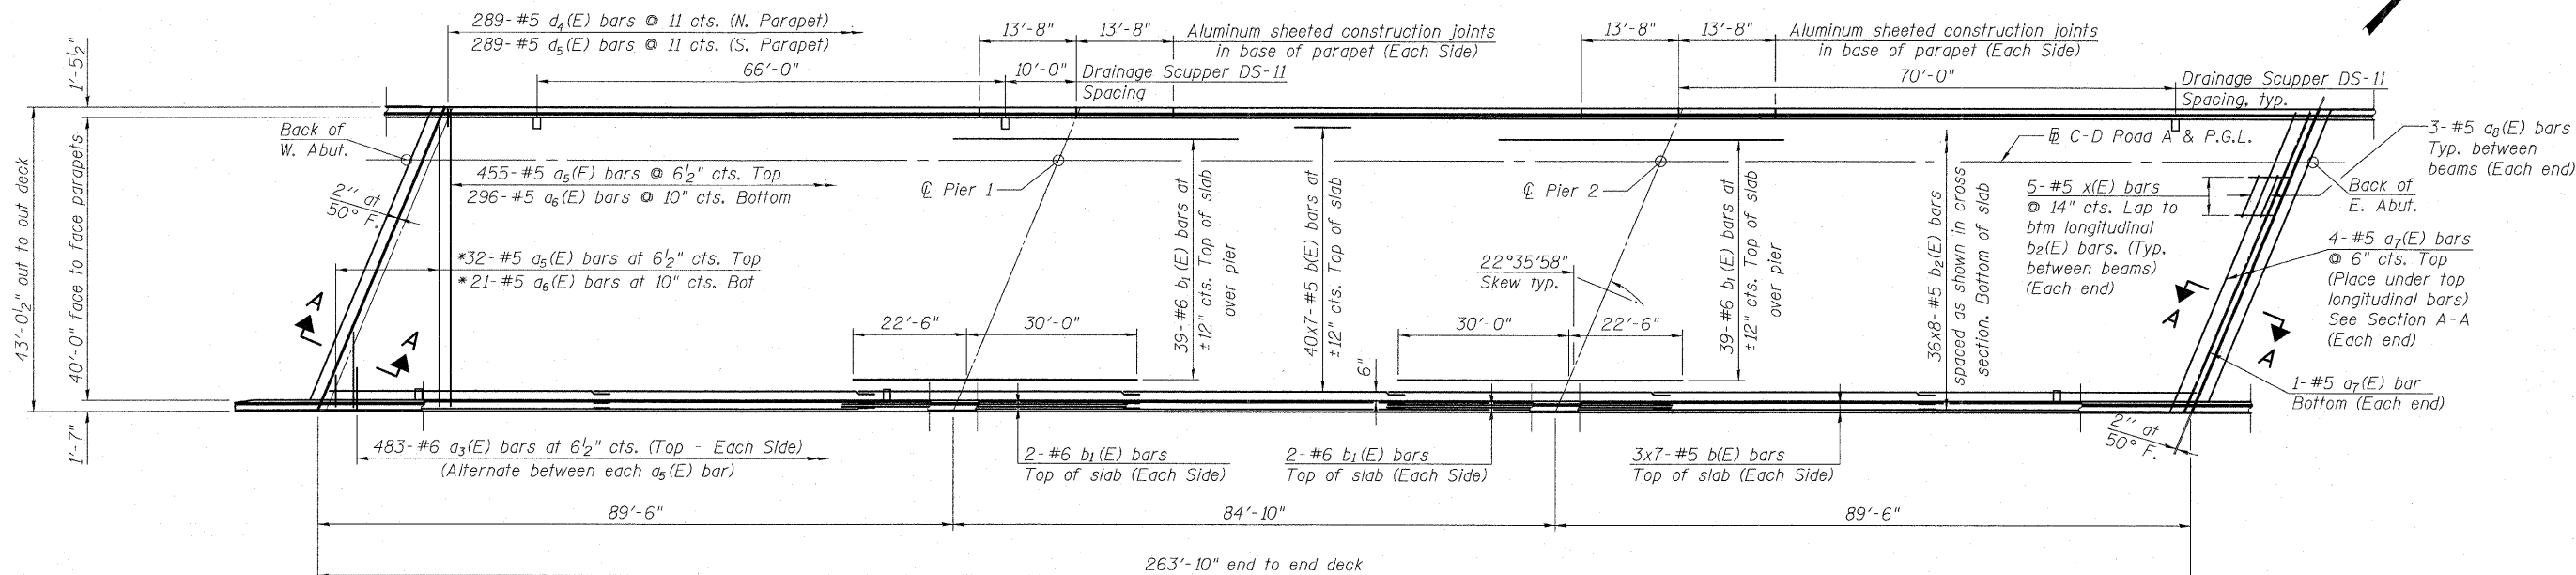 289-#5 d4(E) bars @ 11 cts. (N. Parapet)
289-#5 d5(E) bars @ 11 cts. (S. Parapet)
13'-8"
13'-8"
Aluminum sheeted construction joints
in base of parapet (Each Side)
13'-8"
13'-8"
Aluminum sheeted construction joints
in base of parapet (Each Side)
1'-5½"
66'-0"
10'-0"
Drainage Scupper DS-11
Spacing
70'-0"
Drainage Scupper DS-11
Spacing, typ.
Back of
W. Abut.
455-#5 a5(E) bars @ 6½" cts. Top
296-#5 a6(E) bars @ 10" cts. Bottom
℄ Pier 1
℄ Pier 2
C-D Road A & P.G.L.
3-#5 a8(E) bars
Typ. between
beams (Each end)
2" at
50° F.
43'-0½" out to out deck
40'-0" face to face parapets
39-#6 b1(E) bars at
±12" cts. Top of slab
over pier
40x7-#5 b(E) bars at
±12" cts. Top of slab
39-#6 b1(E) bars at
±12" cts. Top of slab
over pier
36x8-#5 b2(E) bars
spaced as shown in cross
section. Bottom of slab
5-#5 x(E) bars
@ 14" cts. Lap to
btm longitudinal
b2(E) bars. (Typ.
between beams)
(Each end)
Back of
E. Abut.
4-#5 a7(E) bars
@ 6" cts. Top
(Place under top
longitudinal bars)
See Section A-A
(Each end)
*32-#5 a5(E) bars at 6½" cts. Top
*21-#5 a6(E) bars at 10" cts. Bot
22°35'58"
Skew typ.
A
A
A
A
22'-6"
30'-0"
30'-0"
22'-6"
6"
1-#5 a7(E) bar
Bottom (Each end)
1'-7"
2" at
50° F.
483-#6 a3(E) bars at 6½" cts. (Top - Each Side)
(Alternate between each a5(E) bar)
2-#6 b1(E) bars
Top of slab (Each Side)
2-#6 b1(E) bars
Top of slab (Each Side)
3x7-#5 b(E) bars
Top of slab (Each Side)
89'-6"
84'-10"
89'-6"
263'-10" end to end deck